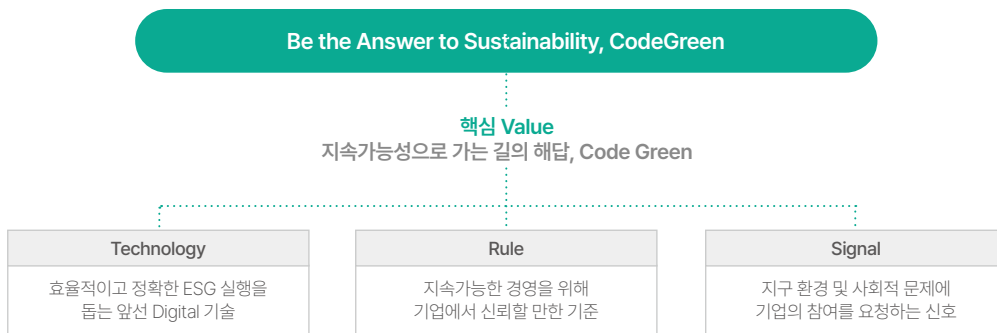 Be the Answer to Sustainability, CodeGreen
핵심 Value
지속가능성으로 가는 길의 해답, Code Green
Technology
효율적이고 정확한 ESG 실행을
돕는 앞선 Digital 기술
Rule
지속가능한 경영을 위해
기업에서 신뢰할 만한 기준
Signal
지구 환경 및 사회적 문제에
기업의 참여를 요청하는 신호